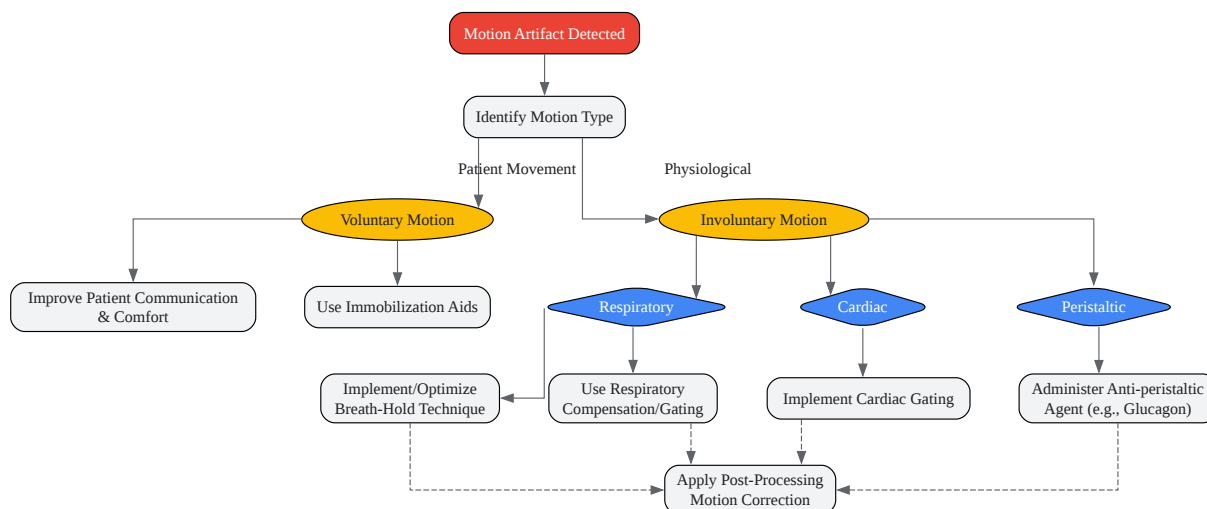 Motion Artifact Detected
Identify Motion Type
Patient Movement
Physiological
Voluntary Motion
Involuntary Motion
Improve Patient Communication
& Comfort
Use Immobilization Aids
Respiratory
Cardiac
Peristaltic
Implement/Optimize
Breath-Hold Technique
Use Respiratory
Compensation/Gating
Implement Cardiac Gating
Administer Anti-peristaltic
Agent (e.g., Glucagon)
Apply Post-Processing
Motion Correction